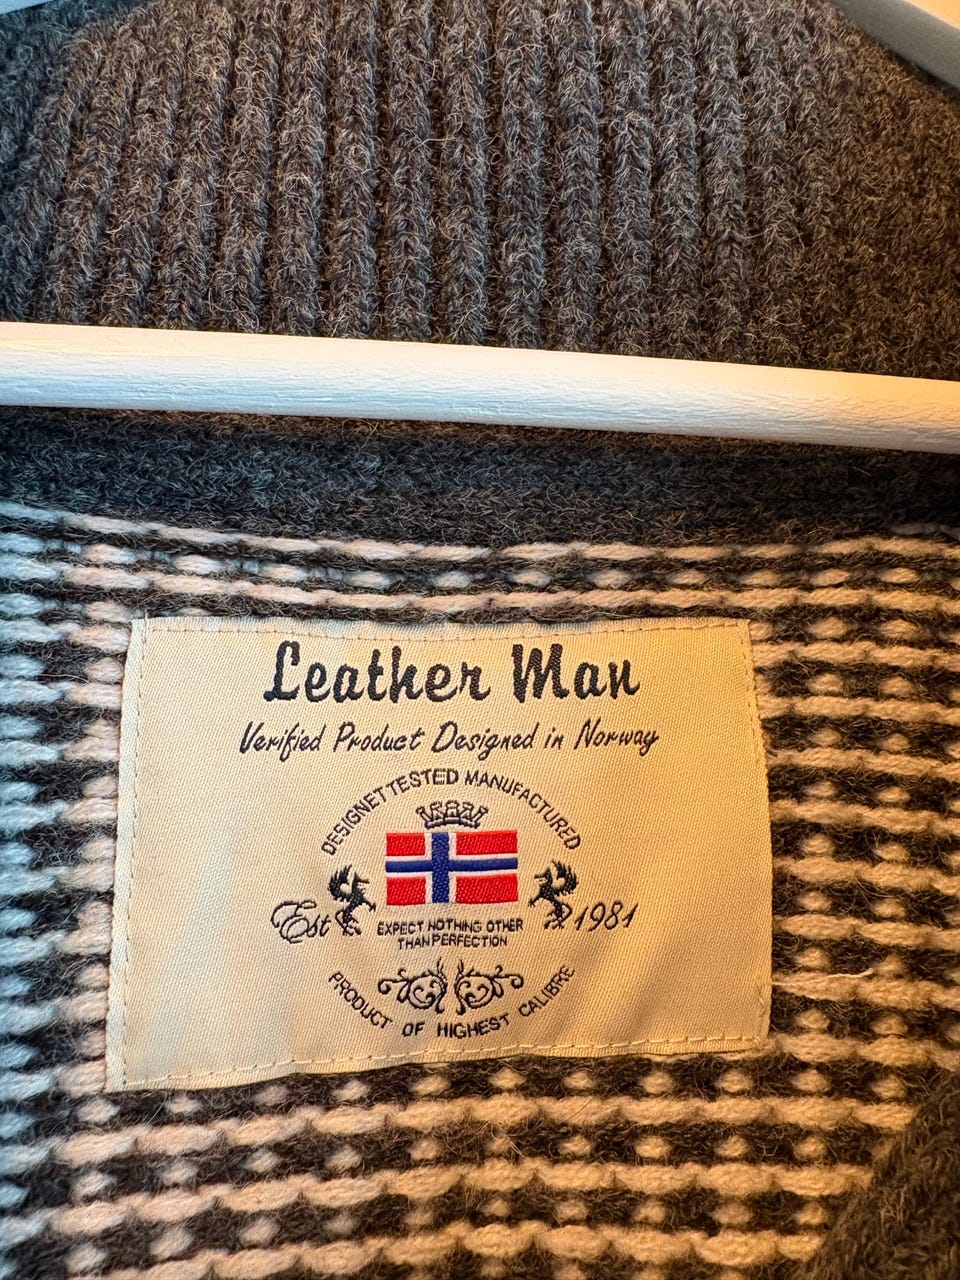 Leather Man
Verified Product Designed in Norway
DESIGNET TESTED MANUFACTURED
Est 1981
EXPECT NOTHING OTHER
THAN PERFECTION
PRODUCT OF HIGHEST CALIBRE